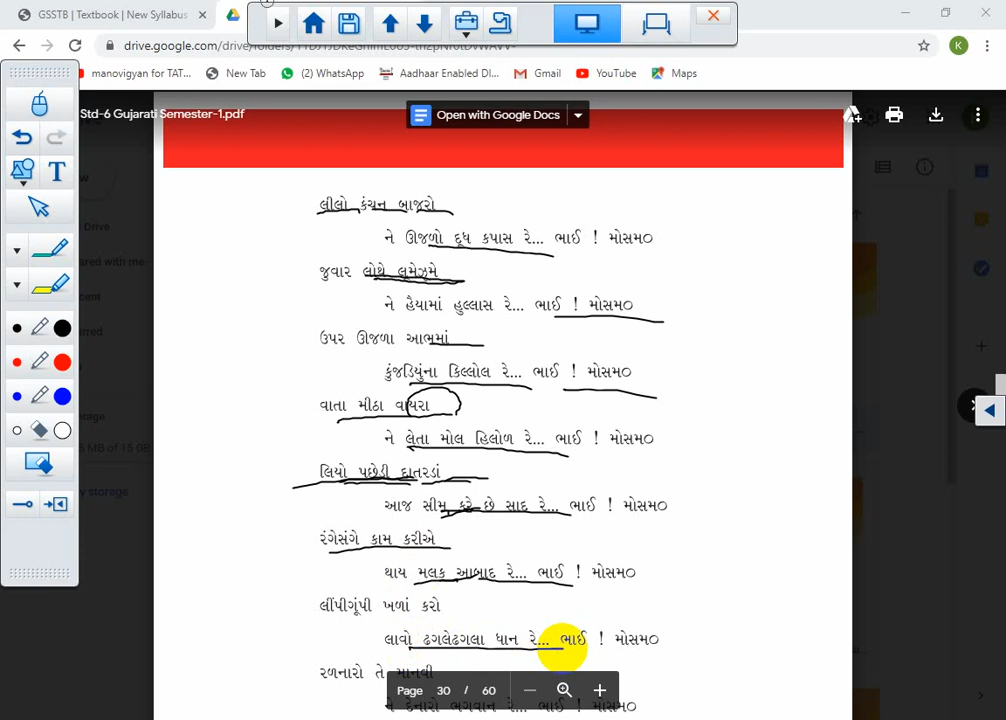 GSSTB | Textbook | New Syllabus
drive.google.com/drive/folders/
manovigyan for TAT...
New Tab
(2) WhatsApp
Aadhaar Enabled DI...
Gmail
YouTube
Maps
Std-6 Gujarati Semester-1.pdf
Open with Google Docs
લીલો કંચન બાજરો
ને ઊજળો દૂધ કપાસ રે... ભાઈ ! મોસમ૦
જુવાર લોથે લૂમેઝૂમે
ને હૈયામાં હુલ્લાસ રે... ભાઈ ! મોસમ૦
ઉપર ઊજળા આભમાં
કુંજડિયુંના કિલ્લોલ રે... ભાઈ ! મોસમ૦
વાતા મીઠા વાયરા
ને લેતા મોલ હિલોળ રે... ભાઈ ! મોસમ૦
લિયો પછેડી દાતરડાં
આજ સીમ કરે છે સાદ રે... ભાઈ ! મોસમ૦
રંગેસંગે કામ કરીએ
થાય મલક આબાદ રે... ભાઈ ! મોસમ૦
લીંપીગૂંપી ખળાં કરો
લાવો ઢગલેઢગલા ધાન રે... ભાઈ ! મોસમ૦
રળનારો તે માનવી
ને દેનારો ભગવાન રે... ભાઈ ! મોસમ૦
Page 30 / 60